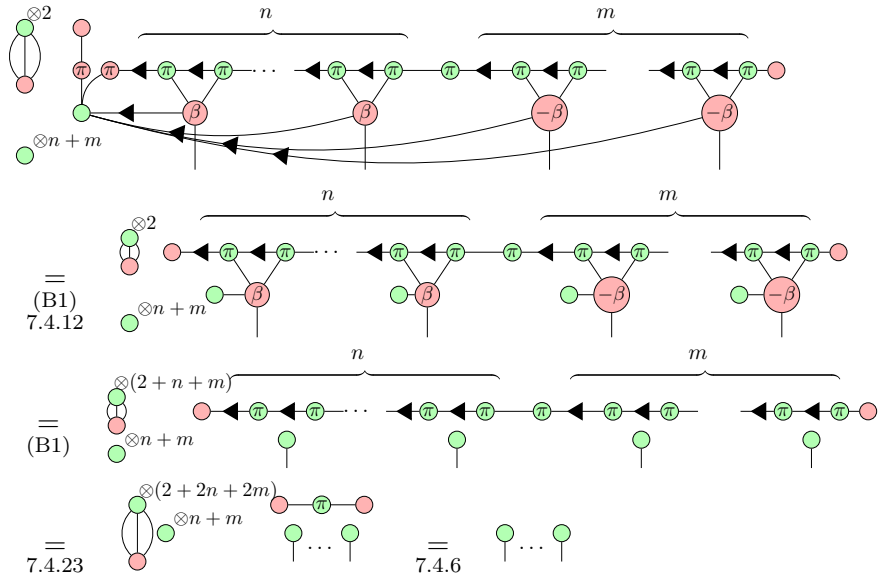 ⊗2 n m
π π π π ··· π π π π π π π
β β −β −β
⊗n + m
⊗2 n m
π π ··· π π π π π π π
= (B1) 7.4.12
β β −β −β
⊗n + m
⊗(2 + n + m) n m
π π ··· π π π π π π π
= (B1)
⊗n + m
⊗(2 + 2n + 2m) π
⊗n + m
= 7.4.23 ··· = 7.4.6 ···